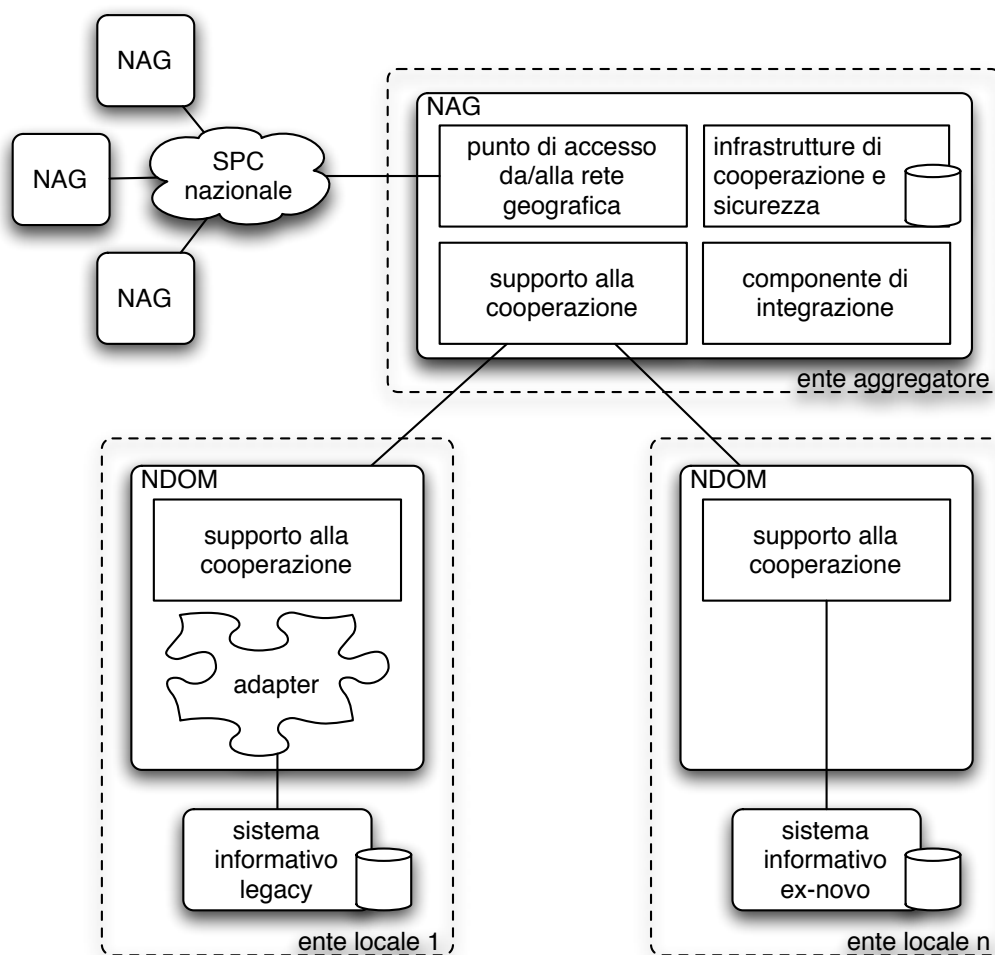 NAG
NAG
NAG
SPC
nazionale
NAG
punto di accesso
da/alla rete
geografica
infrastrutture di
cooperazione e
sicurezza
supporto alla
cooperazione
componente di
integrazione
ente aggregatore
NDOM
supporto alla
cooperazione
adapter
sistema
informativo
legacy
ente locale 1
NDOM
supporto alla
cooperazione
sistema
informativo
ex-novo
ente locale n